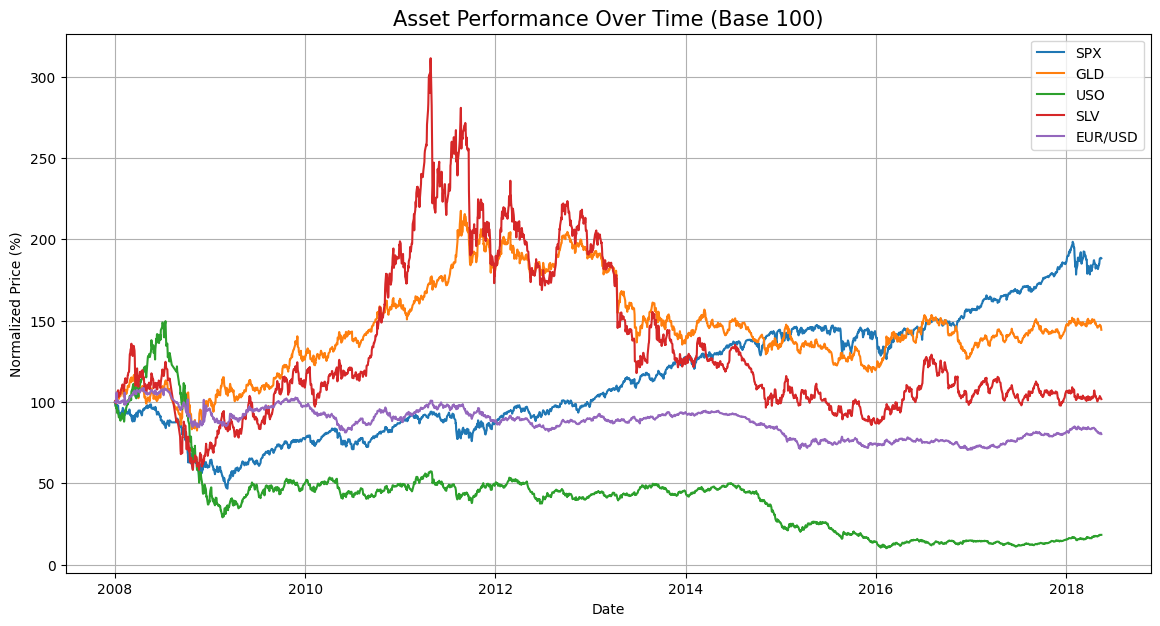 Asset Performance Over Time (Base 100)
SPX
GLD
USO
SLV
EUR/USD
Normalized Price (%)
300
250
200
150
100
50
0
2008
2010
2012
2014
2016
2018
Date